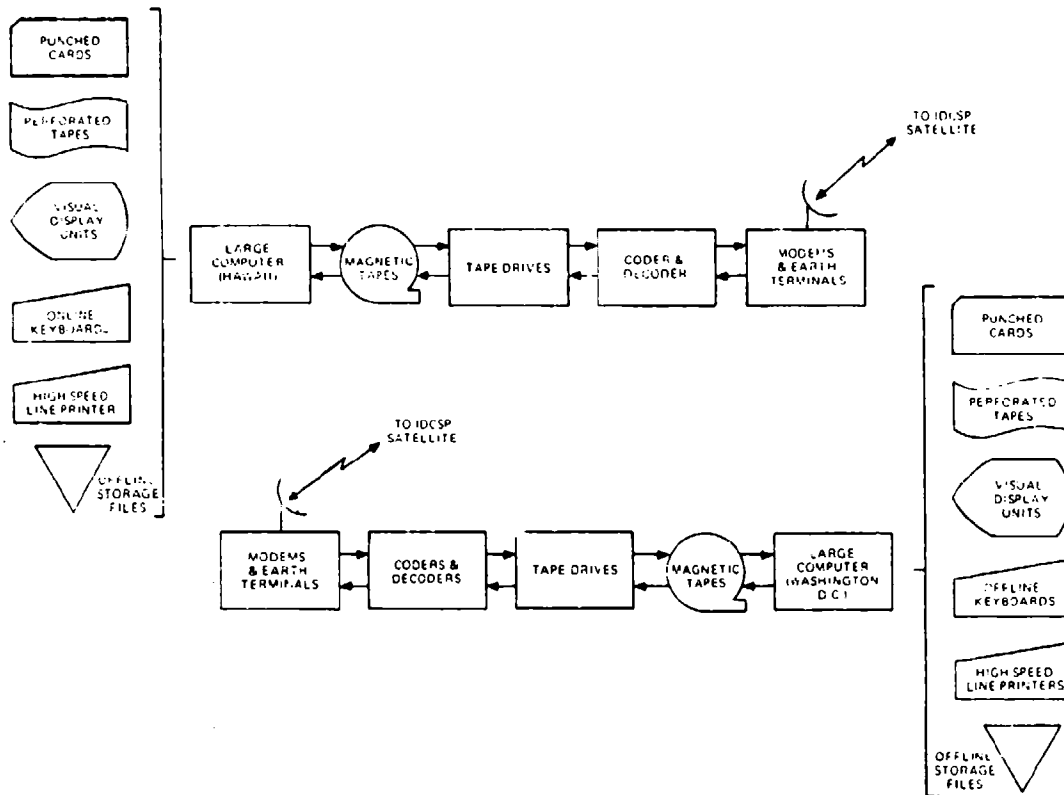 PUNCHED
CARDS
PERFORATED
TAPES
VISUAL
DISPLAY
UNITS
ONLINE
KEYBOARD
HIGH SPEED
LINE PRINTER
OFFLINE
STORAGE
FILES
LARGE
COMPUTER
(HAWAII)
MAGNETIC
TAPES
TAPE DRIVES
CODER &
DECODER
MODEMS
& EARTH
TERMINALS
TO IDCSP
SATELLITE
TO IDCSP
SATELLITE
MODEMS
& EARTH
TERMINALS
CODERS &
DECODERS
TAPE DRIVES
MAGNETIC
TAPES
LARGE
COMPUTER
(WASHINGTON
D.C.)
PUNCHED
CARDS
PERFORATED
TAPES
VISUAL
DISPLAY
UNITS
OFFLINE
KEYBOARDS
HIGH SPEED
LINE PRINTERS
OFFLINE
STORAGE
FILES